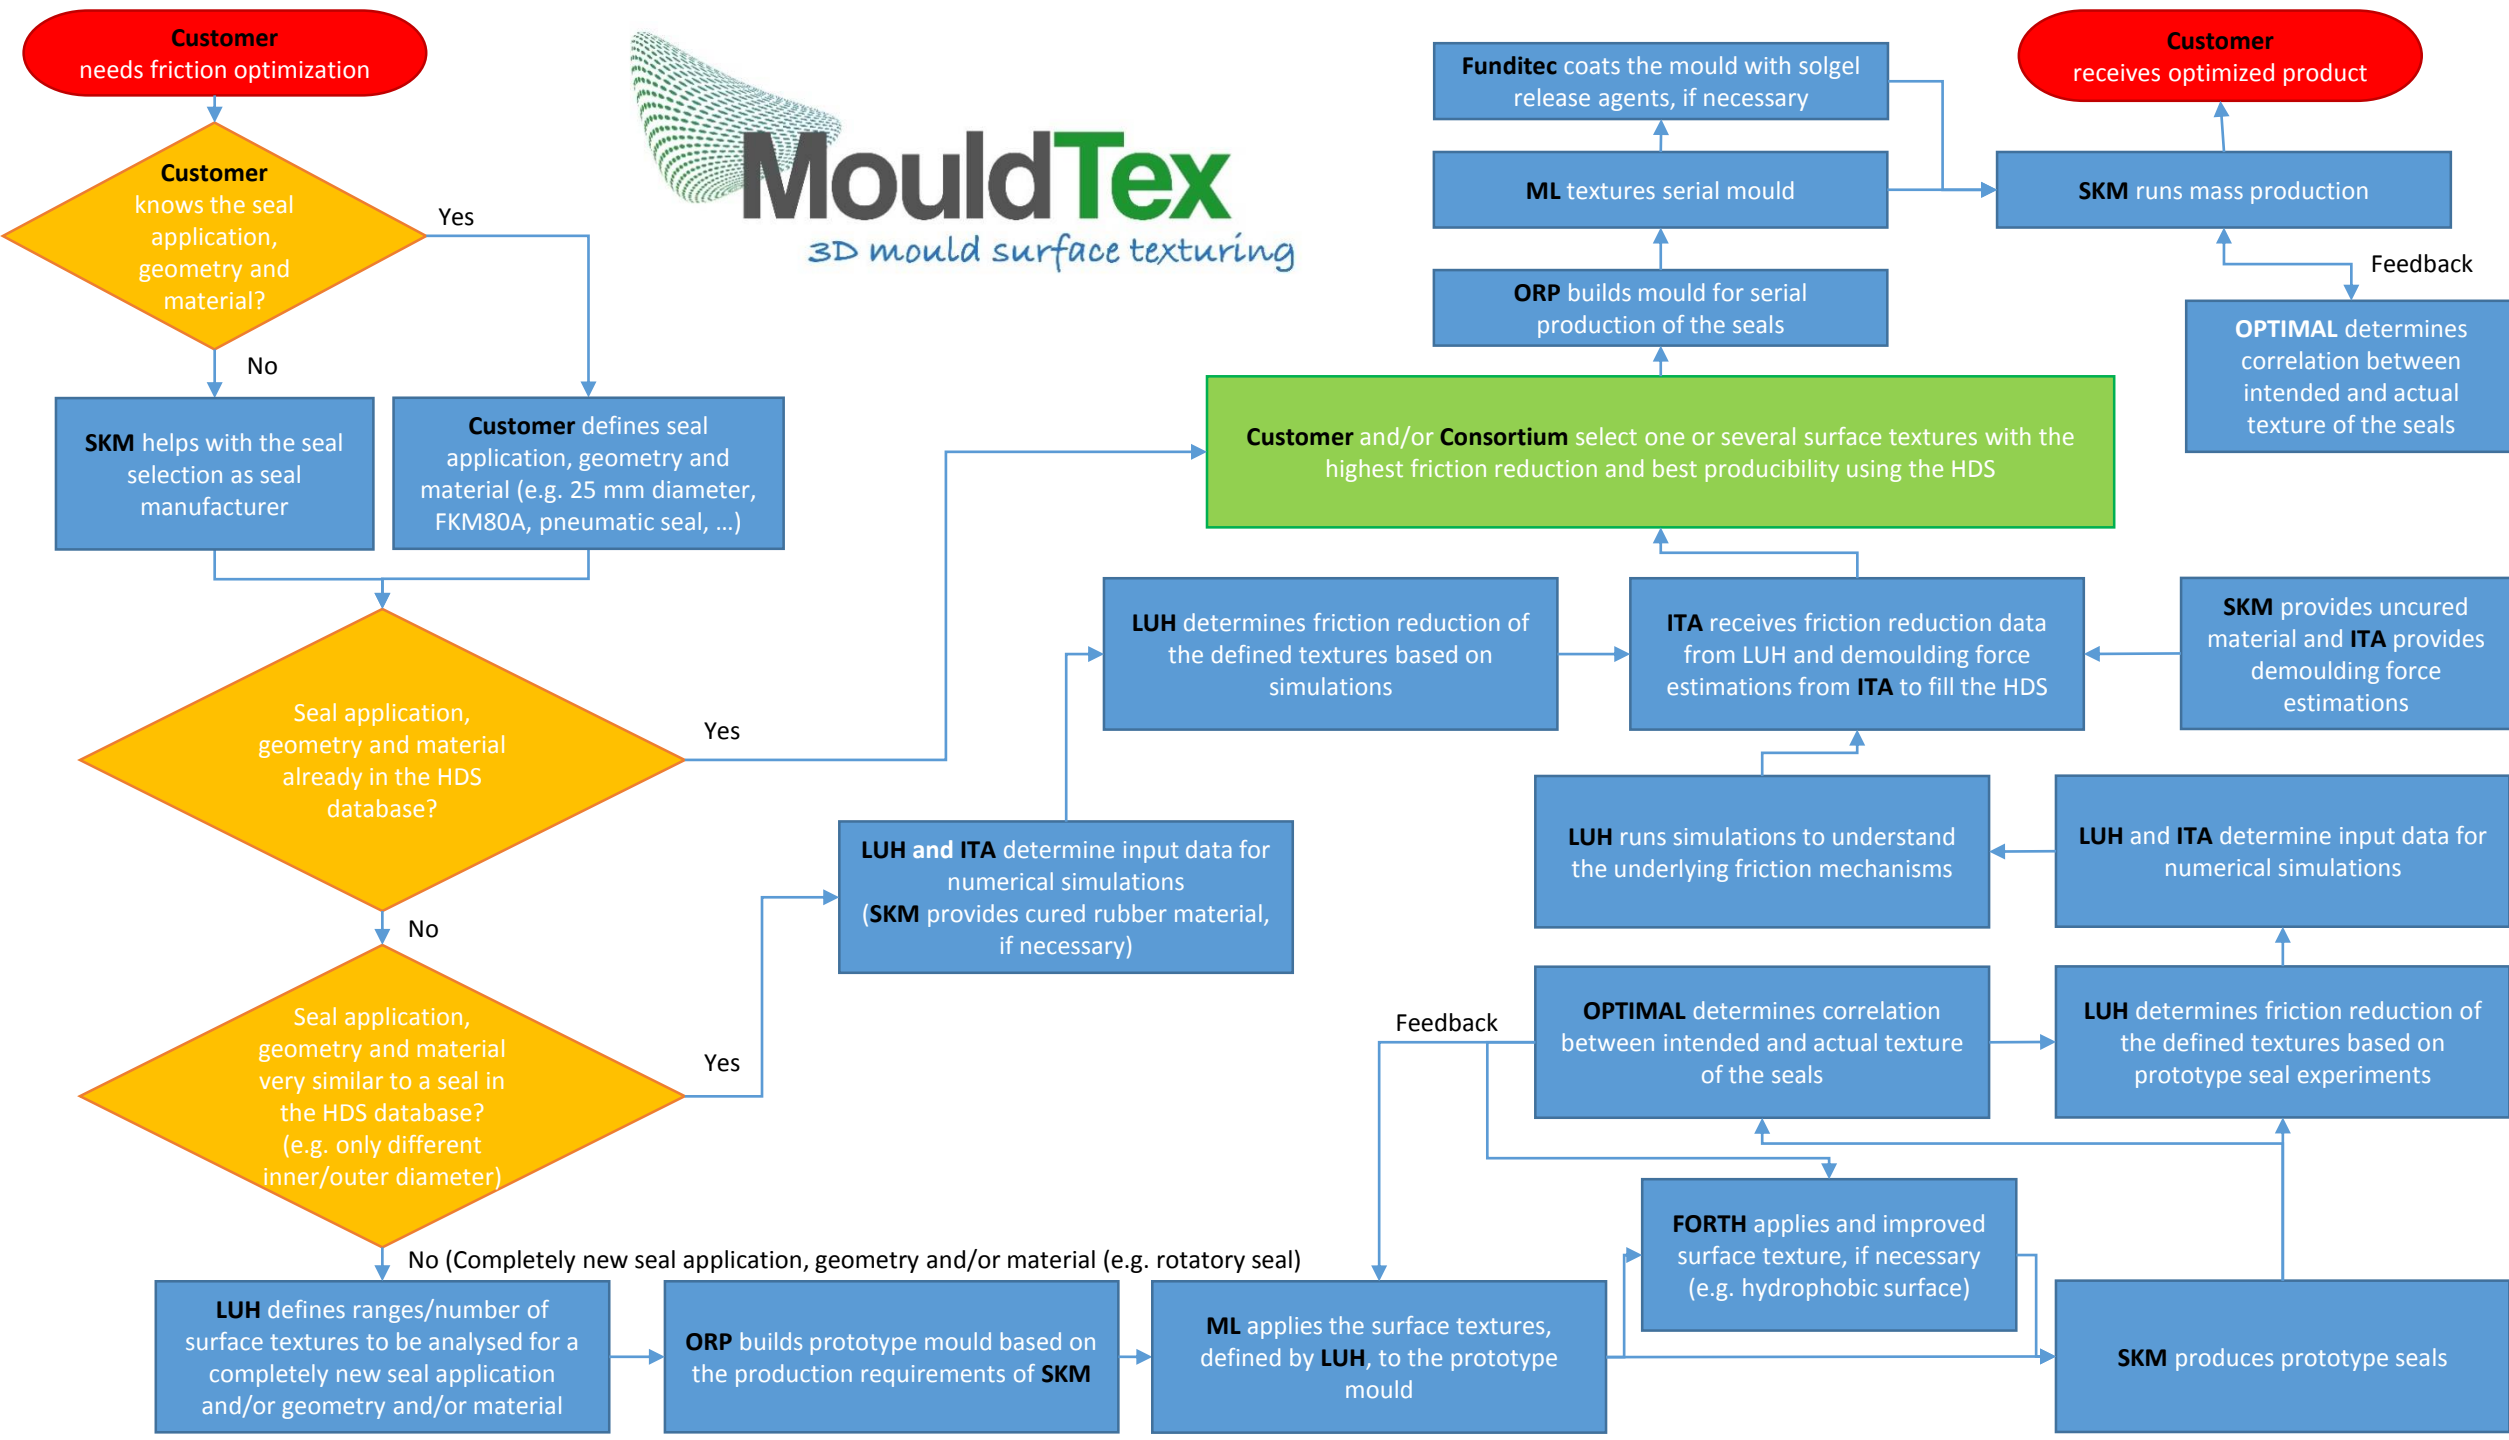 Customer
needs friction optimization
Customer
knows the seal
application,
geometry and
material?
Yes
No
SKM helps with the seal
selection as seal
manufacturer
Customer defines seal
application, geometry and
material (e.g. 25 mm diameter,
FKM80A, pneumatic seal, ...)
Seal application,
geometry and material
already in the HDS
database?
Yes
No
Seal application,
geometry and material
very similar to a seal in
the HDS database?
(e.g. only different
inner/outer diameter)
Yes
No (Completely new seal application, geometry and/or material (e.g. rotatory seal)
LUH defines ranges/number of
surface textures to be analysed for a
completely new seal application
and/or geometry and/or material
ORP builds prototype mould based on
the production requirements of SKM
ML applies the surface textures,
defined by LUH, to the prototype
mould
FORTH applies and improved
surface texture, if necessary
(e.g. hydrophobic surface)
SKM produces prototype seals
Feedback
OPTIMAL determines correlation
between intended and actual texture
of the seals
LUH determines friction reduction of
the defined textures based on
prototype seal experiments
LUH and ITA determine input data for
numerical simulations
(SKM provides cured rubber material,
if necessary)
LUH runs simulations to understand
the underlying friction mechanisms
LUH and ITA determine input data for
numerical simulations
LUH determines friction reduction of
the defined textures based on
simulations
ITA receives friction reduction data
from LUH and demoulding force
estimations from ITA to fill the HDS
SKM provides uncured
material and ITA provides
demoulding force
estimations
Customer and/or Consortium select one or several surface textures with the
highest friction reduction and best producibility using the HDS
ORP builds mould for serial
production of the seals
ML textures serial mould
Funditec coats the mould with solgel
release agents, if necessary
SKM runs mass production
Feedback
OPTIMAL determines
correlation between
intended and actual
texture of the seals
Customer
receives optimized product
MouldTex
3D mould surface texturing